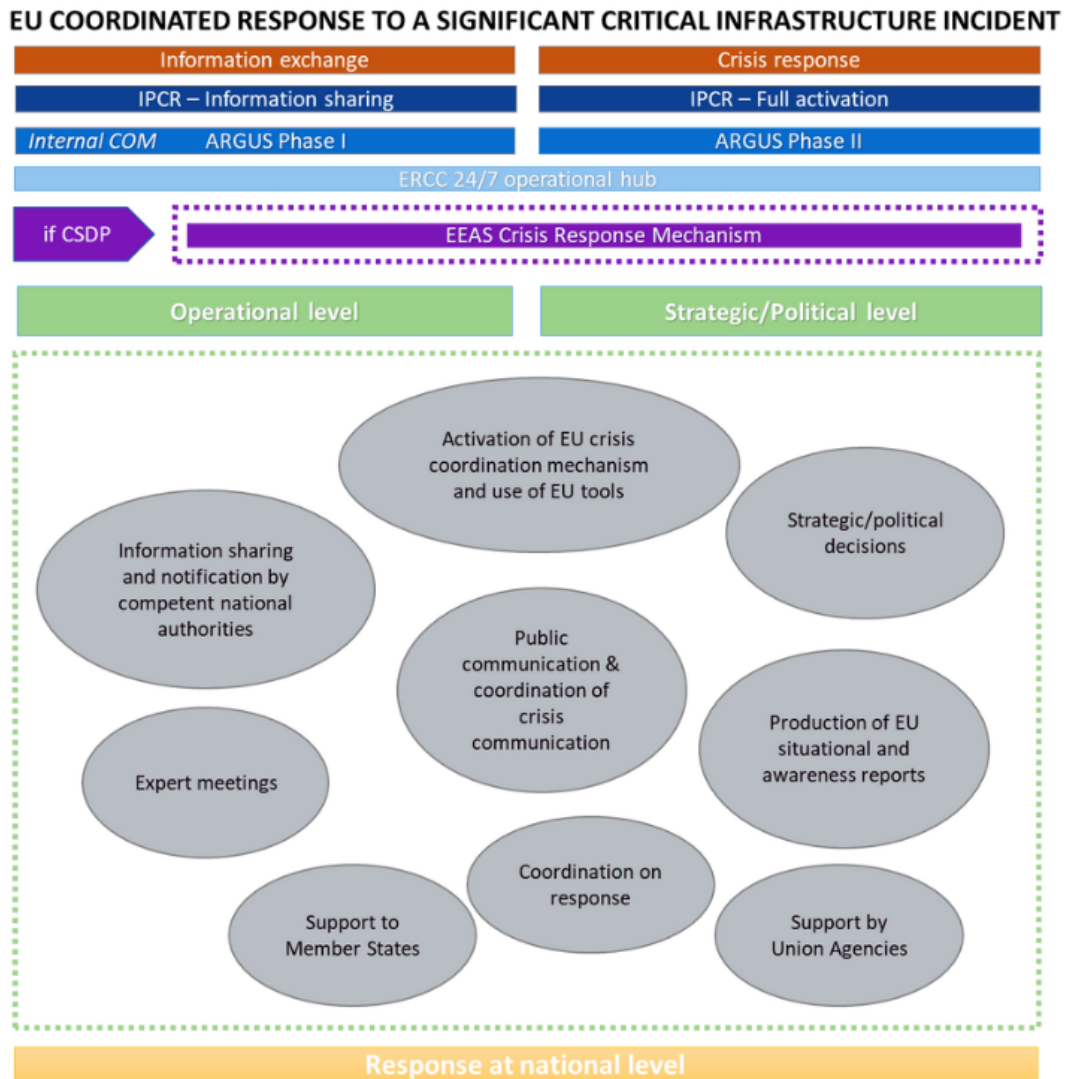 EU COORDINATED RESPONSE TO A SIGNIFICANT CRITICAL INFRASTRUCTURE INCIDENT
Information exchange
Crisis response
IPCR – Information sharing
IPCR – Full activation
Internal COM ARGUS Phase I
ARGUS Phase II
ERCC 24/7 operational hub
if CSDP
EEAS Crisis Response Mechanism
Operational level
Strategic/Political level
Activation of EU crisis
coordination mechanism
and use of EU tools
Strategic/political
decisions
Information sharing
and notification by
competent national
authorities
Public
communication &
coordination of
crisis
communication
Production of EU
situational and
awareness reports
Expert meetings
Coordination on
response
Support to
Member States
Support by
Union Agencies
Response at national level